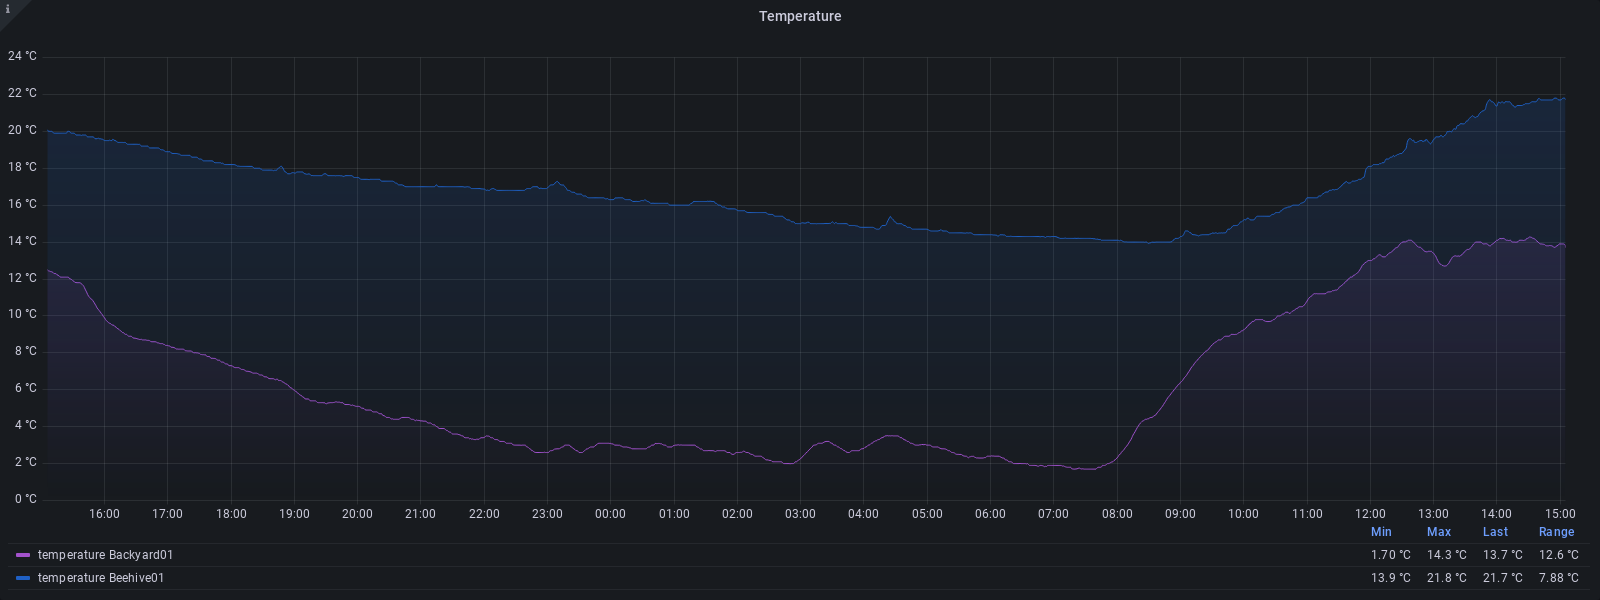 i
Temperature
24 °C
22 °C
20 °C
18 °C
16 °C
14 °C
12 °C
10 °C
8 °C
6 °C
4 °C
2 °C
0 °C
16:00 17:00 18:00 19:00 20:00 21:00 22:00 23:00 00:00 01:00 02:00 03:00 04:00 05:00 06:00 07:00 08:00 09:00 10:00 11:00 12:00 13:00 14:00 15:00
Min Max Last Range
temperature Backyard01 1.70 °C 14.3 °C 13.7 °C 12.6 °C
temperature Beehive01 13.9 °C 21.8 °C 21.7 °C 7.88 °C